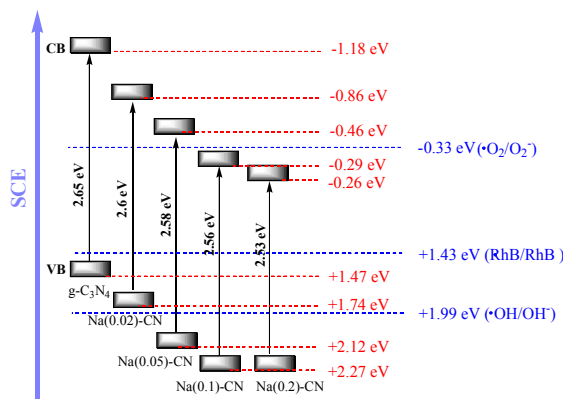 CB
-1.18 eV
-0.86 eV
-0.46 eV
-0.33 eV (•O₂/O₂⁻)
-0.29 eV
-0.26 eV
SCE
2.65 eV
2.6 eV
2.58 eV
2.56 eV
2.53 eV
+1.43 eV (RhB/RhB )
VB
+1.47 eV
g-C₃N₄
+1.74 eV
Na(0.02)-CN
+1.99 eV (•OH/OH⁻)
+2.12 eV
Na(0.05)-CN
+2.27 eV
Na(0.1)-CN
Na(0.2)-CN